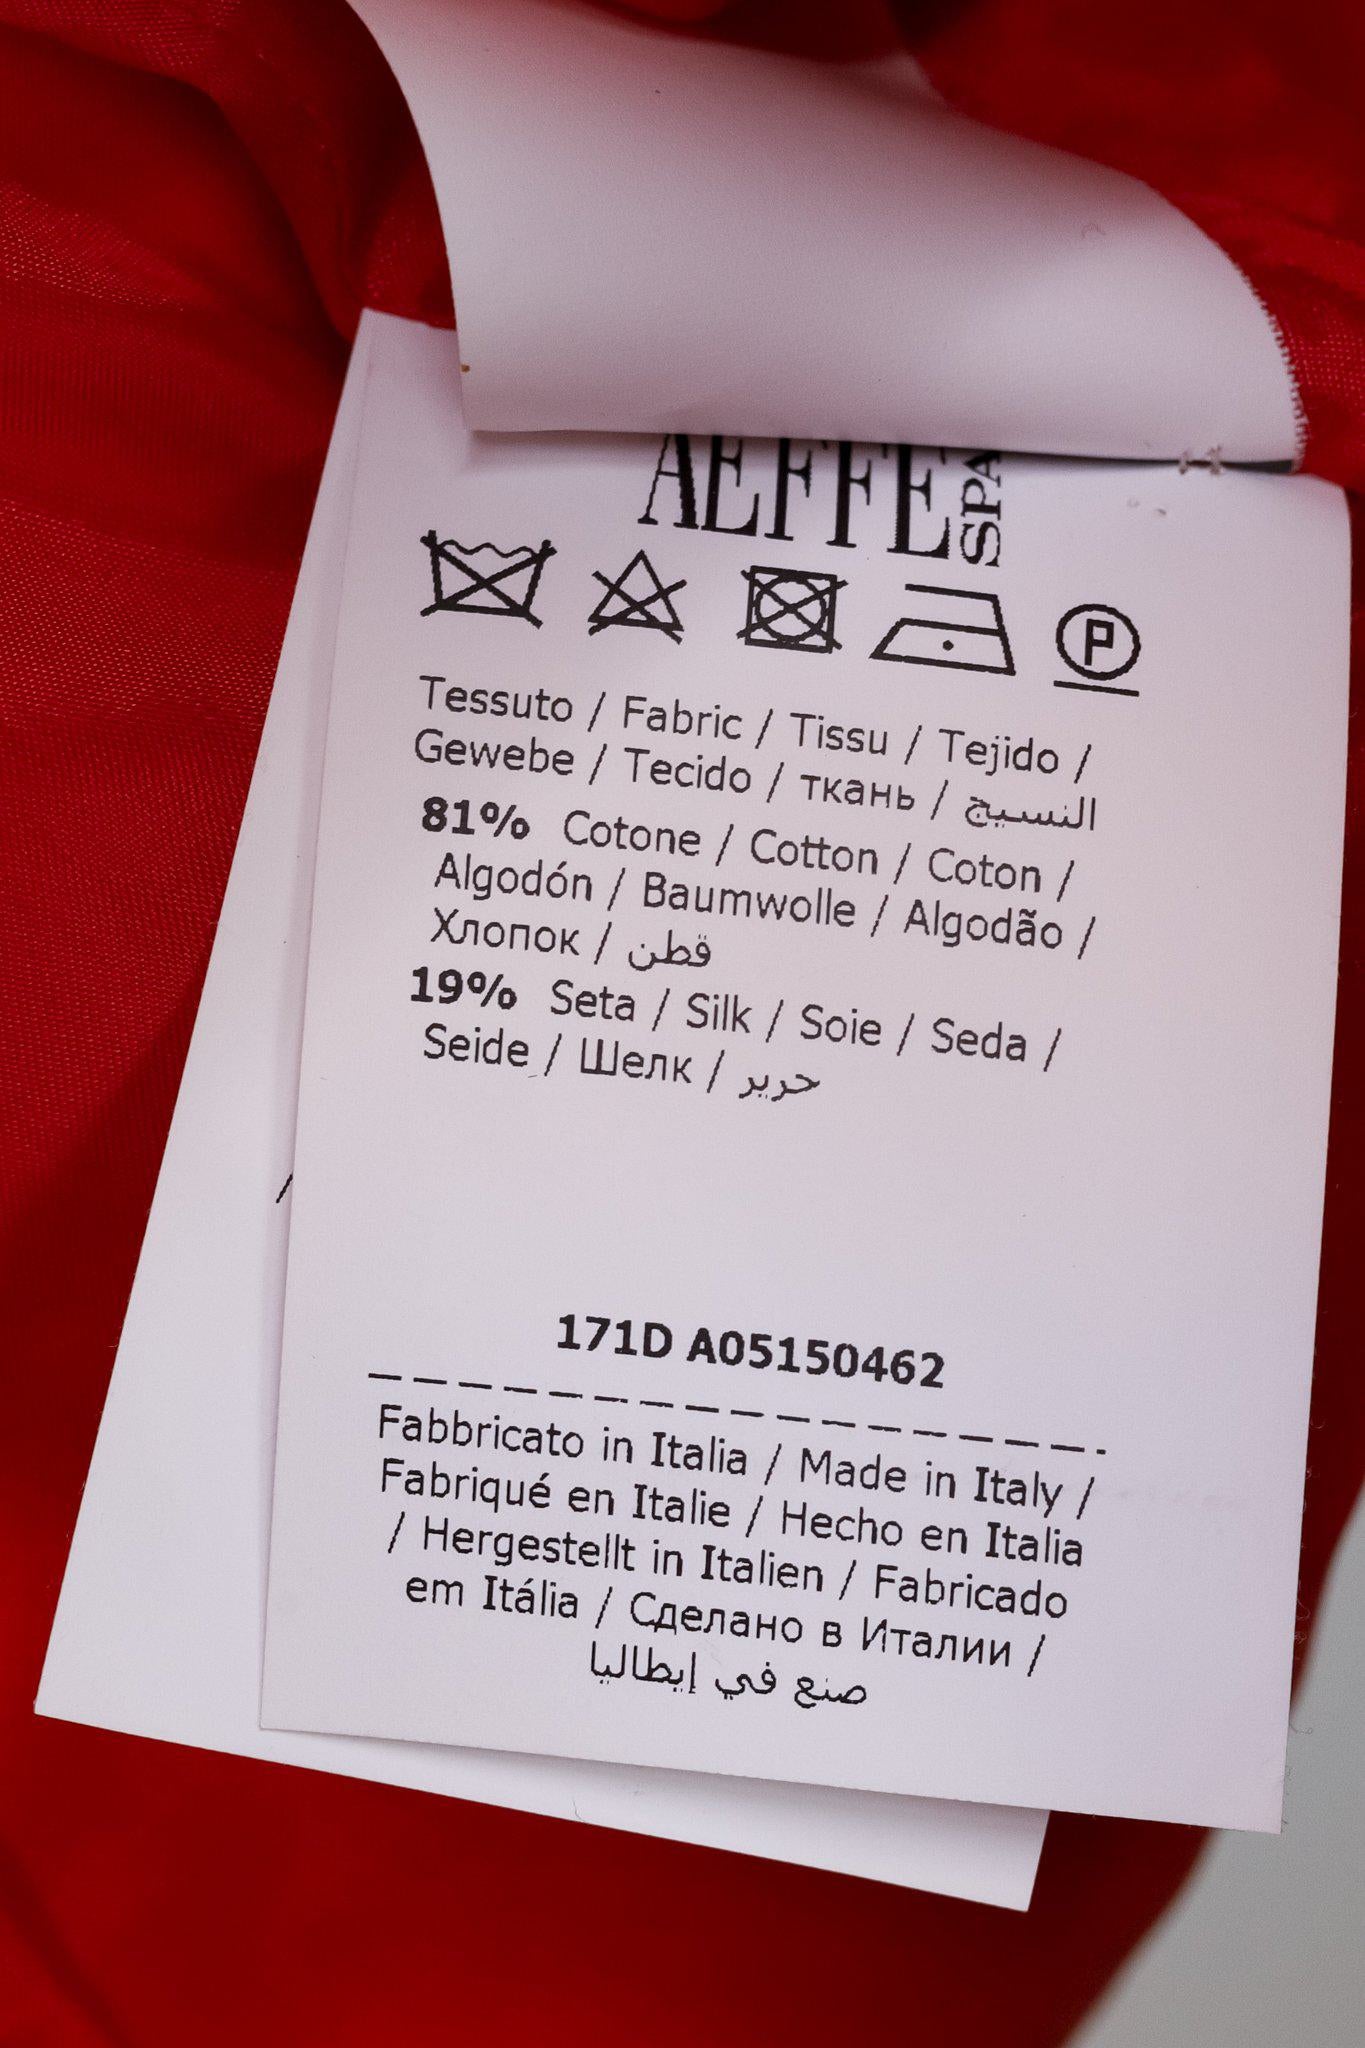 AEFFE SPA
P
Tessuto / Fabric / Tissu / Tejido /
Gewebe / Tecido / ткань / النسيج
81% Cotone / Cotton / Coton /
Algodón / Baumwolle / Algodão /
Хлопок / قطن
19% Seta / Silk / Soie / Seda /
Seide / Шелк / حرير
171D A05150462
Fabbricato in Italia / Made in Italy /
Fabriqué en Italie / Hecho en Italia
/ Hergestellt in Italien / Fabricado
em Itália / Сделано в Италии /
صنع في إيطاليا